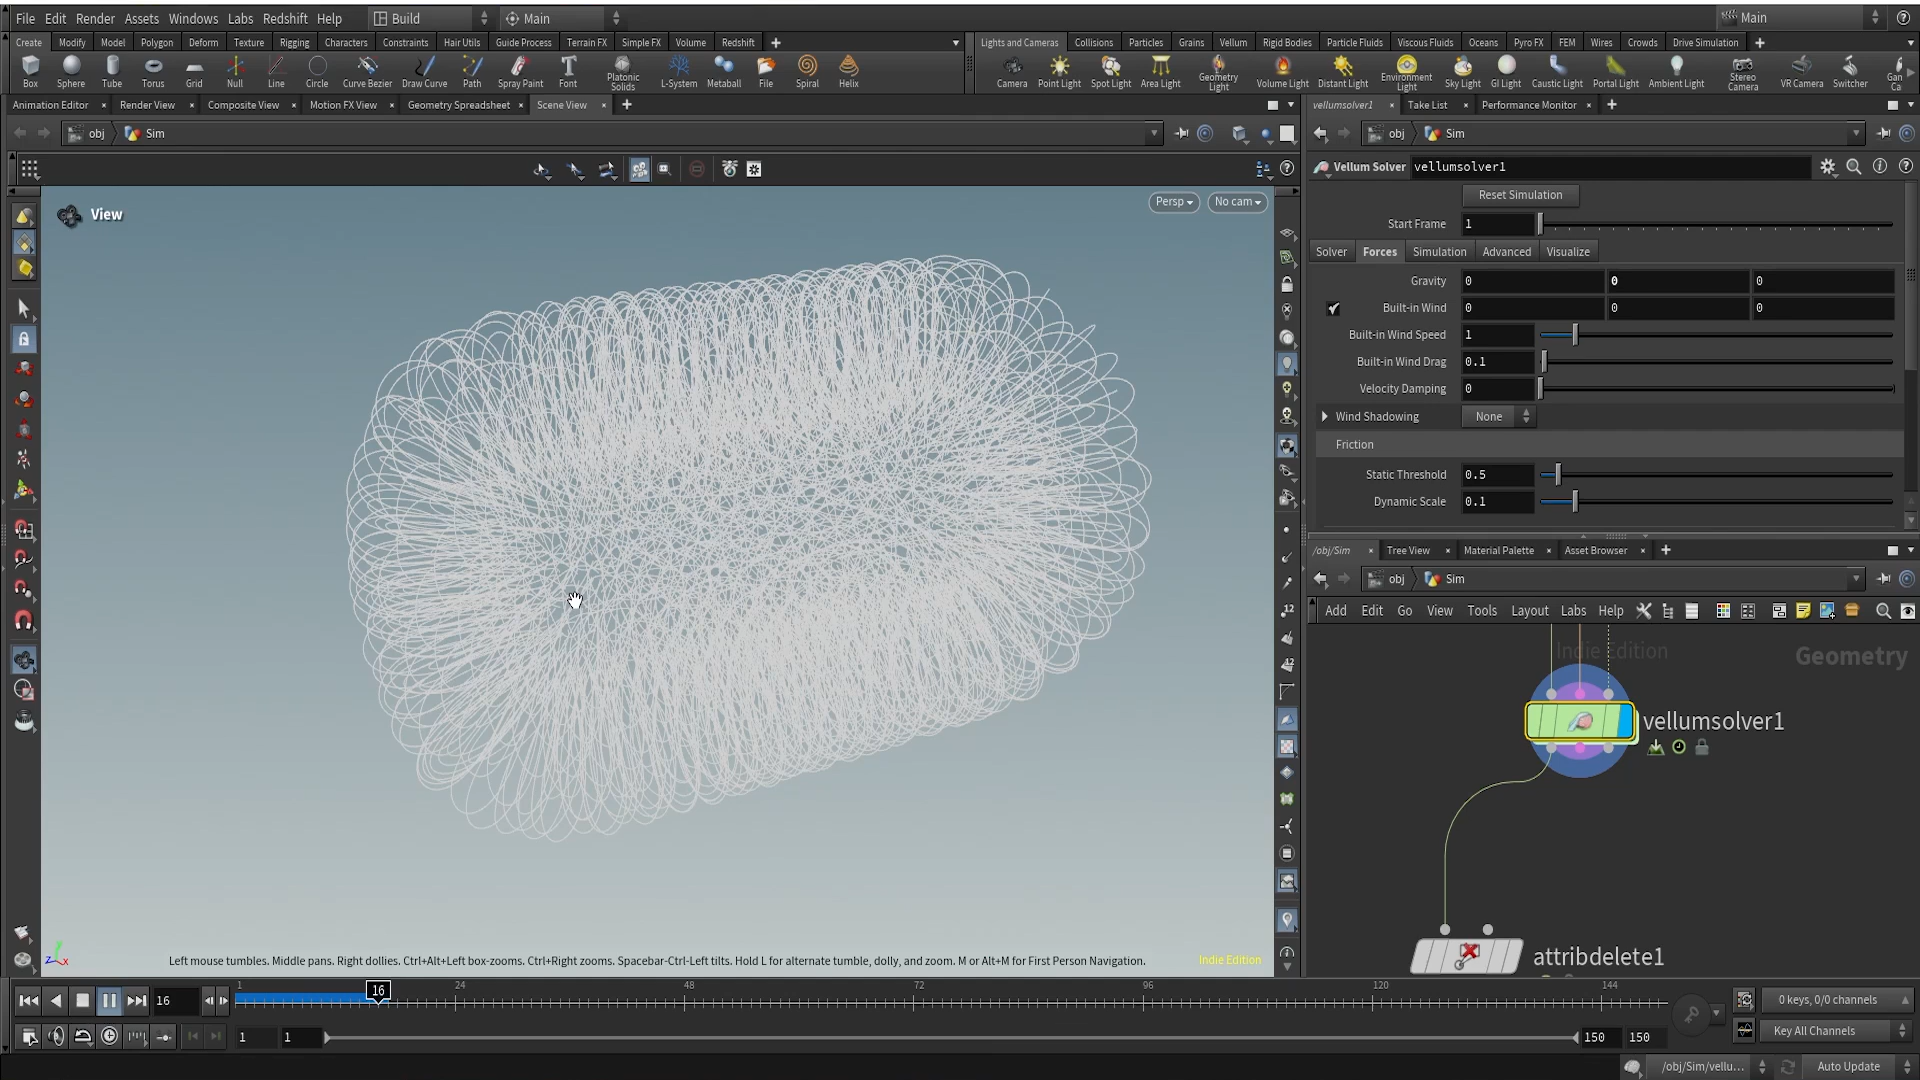 File Edit Render Assets Windows Labs Redshift Help Build Main Main
Create Modify Model Polygon Deform Texture Rigging Characters Constraints Hair Utils Guide Process Terrain FX Simple FX Volume Redshift
Lights and Cameras Collisions Particles Grains Vellum Rigid Bodies Particle Fluids Viscous Fluids Oceans Pyro FX FEM Wires Crowds Drive Simulation
Box Sphere Tube Torus Grid Null Line Circle Curve Bezier Draw Curve Path Spray Paint Font Platonic Solids L-System Metaball File Spiral Helix
Camera Point Light Spot Light Area Light Geometry Light Volume Light Distant Light Environment Light Sky Light GI Light Caustic Light Portal Light Ambient Light Stereo Camera VR Camera Switcher Gan Ca
Animation Editor Render View Composite View Motion FX View Geometry Spreadsheet Scene View
vellumsolver1 Take List Performance Monitor
obj Sim
obj Sim
Vellum Solver vellumsolver1
View
Persp No cam
Reset Simulation
Start Frame 1
Solver Forces Simulation Advanced Visualize
Gravity 0 0 0
Built-in Wind 0 0 0
Built-in Wind Speed 1
Built-in Wind Drag 0.1
Velocity Damping 0
Wind Shadowing None
Friction
Static Threshold 0.5
Dynamic Scale 0.1
/obj/Sim Tree View Material Palette Asset Browser
obj Sim
Add Edit Go View Tools Layout Labs Help
Indie Edition
Geometry
vellumsolver1
attribdelete1
12
12
Left mouse tumbles. Middle pans. Right dollies. Ctrl+Alt+Left box-zooms. Ctrl+Right zooms. Spacebar-Ctrl-Left tilts. Hold L for alternate tumble, dolly, and zoom. M or Alt+M for First Person Navigation.
Indie Edition
z x
16 1 16 24 48 72 96 120 144
0 keys, 0/0 channels
1 1 150 150
Key All Channels
/obj/Sim/vellu... Auto Update